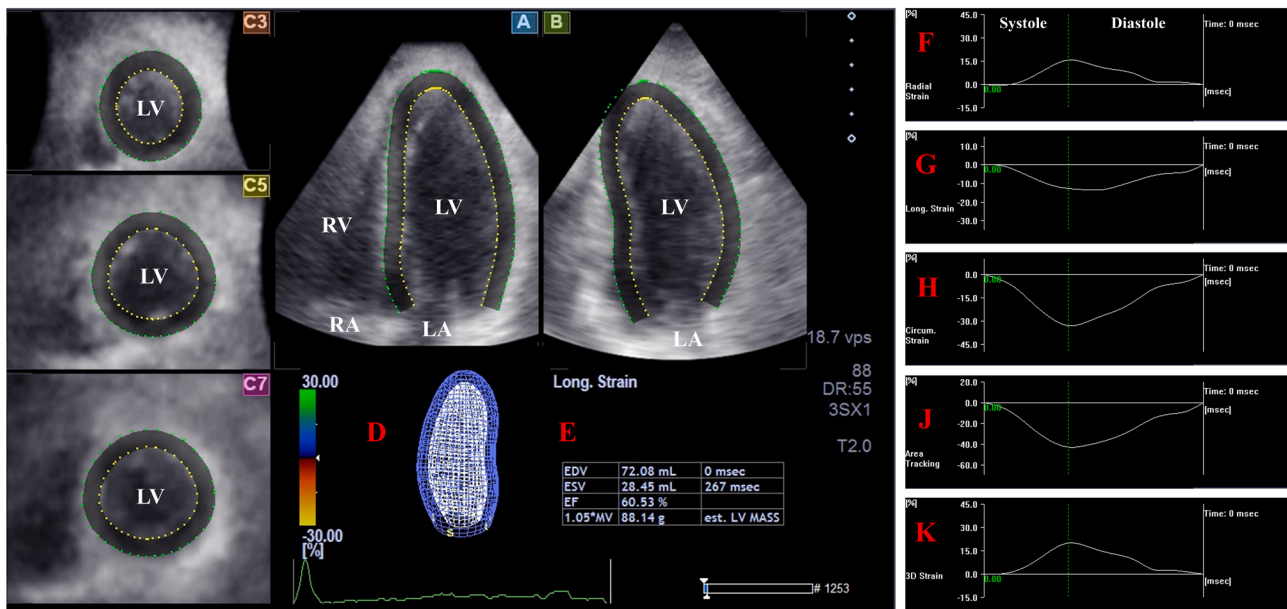 C3
LV
C5
LV
C7
LV
A
B
RV
LV
LV
RA
LA
LA
18.7 vps
88
DR:55
3SX1
T2.0
30.00
-30.00
[%]
D
S
Long. Strain
E
EDV 72.08 mL 0 msec
ESV 28.45 mL 267 msec
EF 60.53 %
1.05*MV 88.14 g est. LV MASS
# 1253
[%]
45.0 Systole Diastole Time: 0 msec
F
30.0
15.0
Radial
Strain
0.0
0.00
[msec]
-15.0
[%]
10.0 Time: 0 msec
G
0.0
0.00
[msec]
-10.0
Long. Strain
-20.0
-30.0
[%]
0.0 Time: 0 msec
0.00
[msec]
H
-15.0
-30.0
Circum.
Strain
-45.0
[%]
20.0 Time: 0 msec
0.0
0.00
[msec]
J
-20.0
-40.0
Area
Tracking
-60.0
[%]
45.0 Time: 0 msec
K
30.0
15.0
3D Strain
0.0
0.00
[msec]
-15.0